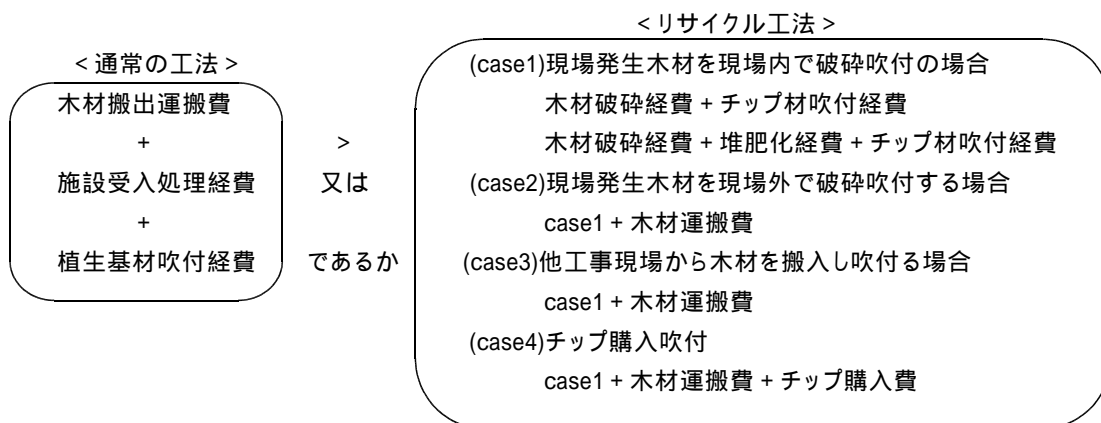 <リサイクル工法>
<通常の工法>
木材搬出運搬費
+
施設受入処理経費
+
植生基材吹付経費
>
又は
であるか
(case1)現場発生木材を現場内で破砕吹付の場合
木材破砕経費+チップ材吹付経費
木材破砕経費+堆肥化経費+チップ材吹付経費
(case2)現場発生木材を現場外で破砕吹付する場合
case1+木材運搬費
(case3)他工事現場から木材を搬入し吹付る場合
case1+木材運搬費
(case4)チップ購入吹付
case1+木材運搬費+チップ購入費